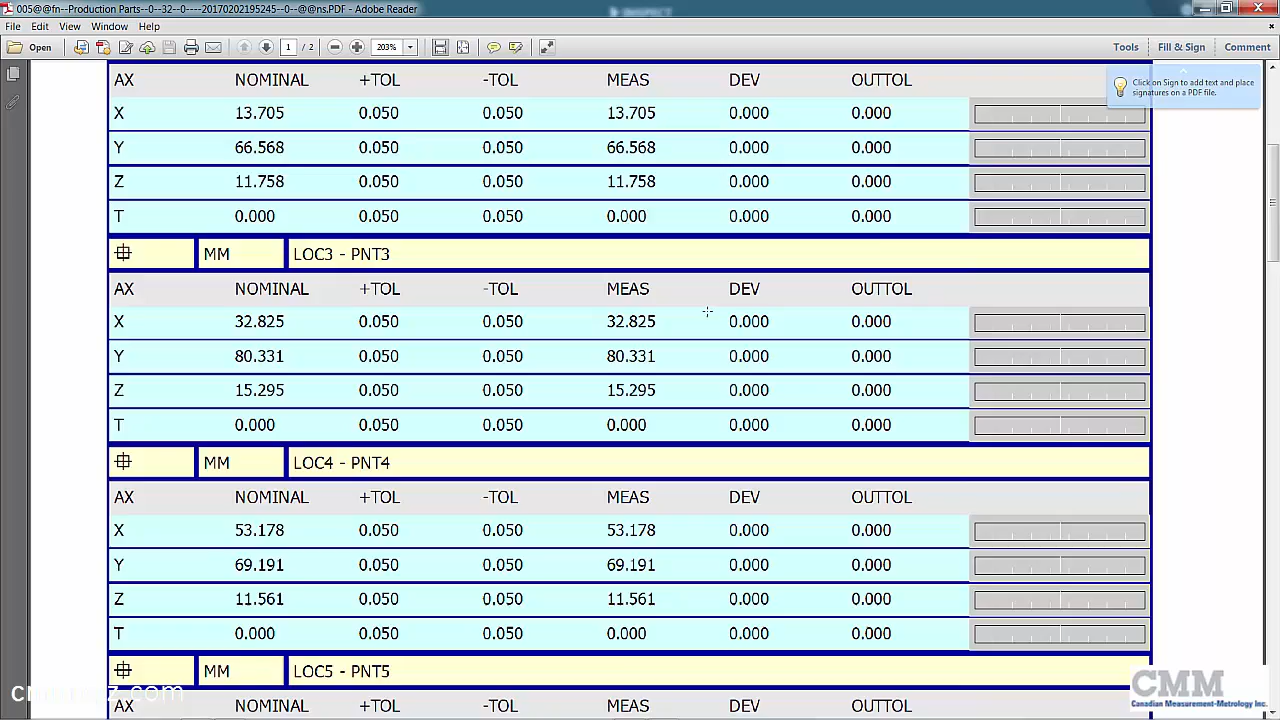 005@@fn--Production Parts--0--32--0----20170202195245--0--@@ns.PDF - Adobe Reader
File Edit View Window Help
Open 1 / 2 203% Tools Fill & Sign Comment
Click on Sign to add text and place
signatures on a PDF file.
AX NOMINAL +TOL -TOL MEAS DEV OUTTOL
X 13.705 0.050 0.050 13.705 0.000 0.000
Y 66.568 0.050 0.050 66.568 0.000 0.000
Z 11.758 0.050 0.050 11.758 0.000 0.000
T 0.000 0.050 0.050 0.000 0.000 0.000
MM LOC3 - PNT3
AX NOMINAL +TOL -TOL MEAS DEV OUTTOL
X 32.825 0.050 0.050 32.825 0.000 0.000
Y 80.331 0.050 0.050 80.331 0.000 0.000
Z 15.295 0.050 0.050 15.295 0.000 0.000
T 0.000 0.050 0.050 0.000 0.000 0.000
MM LOC4 - PNT4
AX NOMINAL +TOL -TOL MEAS DEV OUTTOL
X 53.178 0.050 0.050 53.178 0.000 0.000
Y 69.191 0.050 0.050 69.191 0.000 0.000
Z 11.561 0.050 0.050 11.561 0.000 0.000
T 0.000 0.050 0.050 0.000 0.000 0.000
MM LOC5 - PNT5
AX NOMINAL +TOL -TOL MEAS DEV OUTTOL
CMM
Canadian Measurement-Metrology Inc.